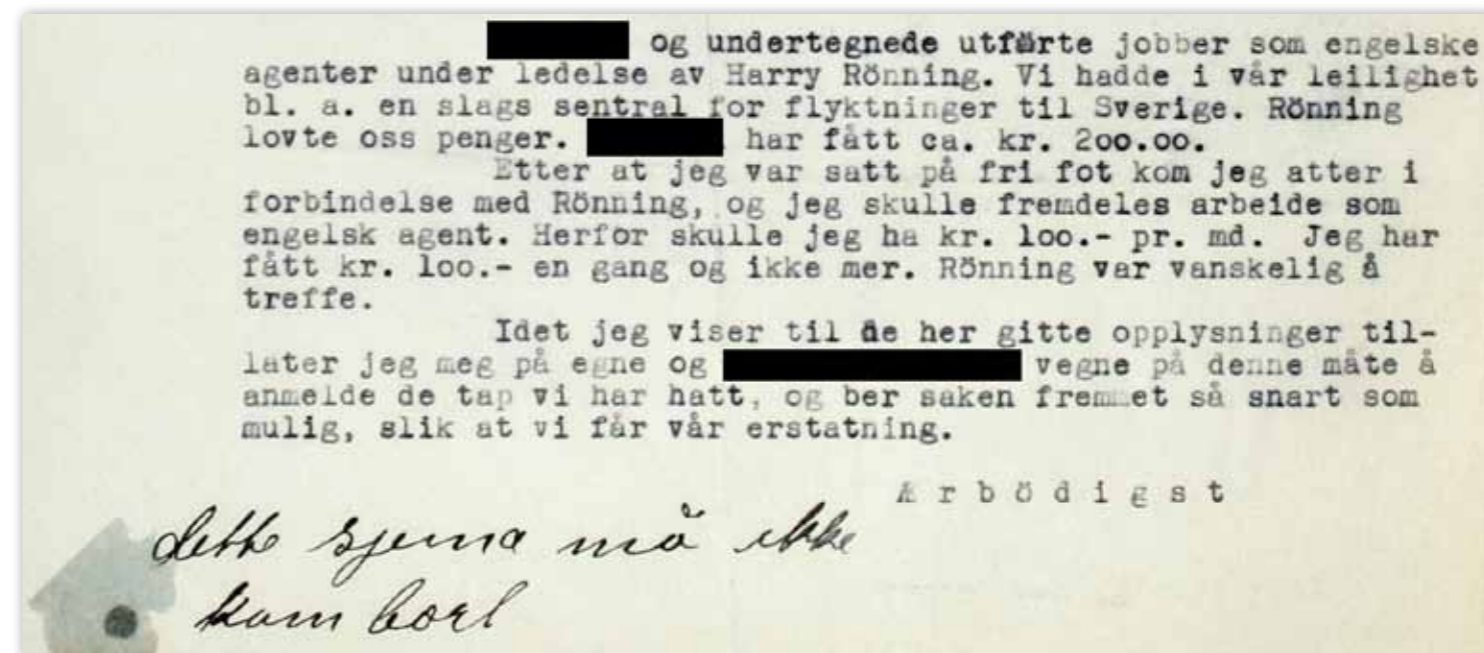 og undertegnede utførte jobber som engelske
agenter under ledelse av Harry Rönning. Vi hadde i vår leilighet
bl. a. en slags sentral for flyktninger til Sverige. Rönning
lovte oss penger. har fått ca. kr. 2oo.oo.
Etter at jeg var satt på fri fot kom jeg atter i
forbindelse med Rönning, og jeg skulle fremdeles arbeide som
engelsk agent. Herfor skulle jeg ha kr. loo.- pr. md. Jeg har
fått kr. loo.- en gang og ikke mer. Rönning var vanskelig å
treffe.
Idet jeg viser til de her gitte opplysninger til-
later jeg meg på egne og vegne på denne måte å
anmelde de tap vi har hatt, og ber saken fremmet så snart som
mulig, slik at vi får vår erstatning.
Ærbödigst
dette sjema må ikke
kom bort